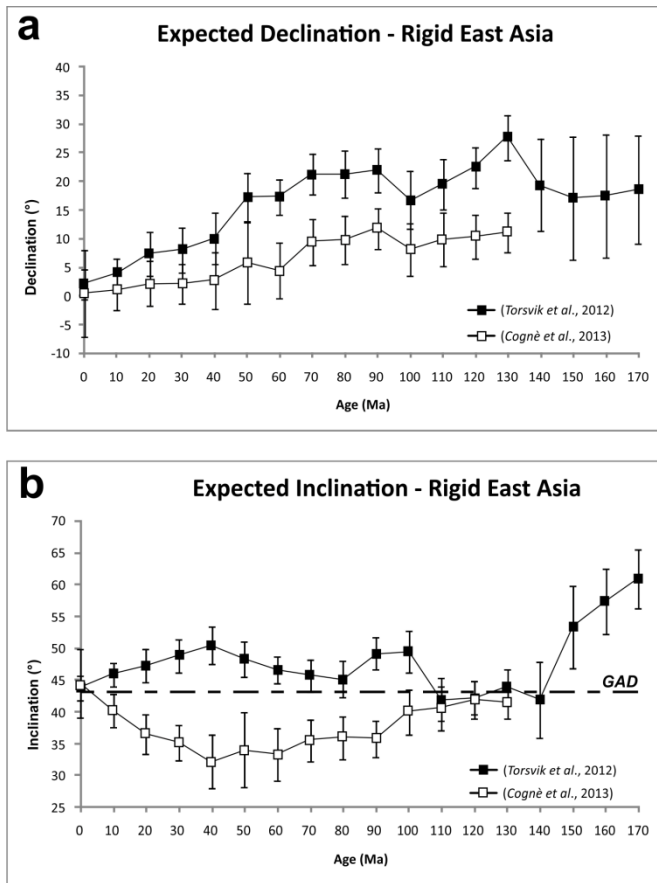 a
Expected Declination - Rigid East Asia
40
35
30
25
20
15
10
5
0
-5
-10
Declination (°)
(Torsvik et al., 2012)
(Cognè et al., 2013)
0 10 20 30 40 50 60 70 80 90 100 110 120 130 140 150 160 170
Age (Ma)
b
Expected Inclination - Rigid East Asia
70
65
60
55
50
45
40
35
30
25
Inclination (°)
GAD
(Torsvik et al., 2012)
(Cognè et al., 2013)
0 10 20 30 40 50 60 70 80 90 100 110 120 130 140 150 160 170
Age (Ma)